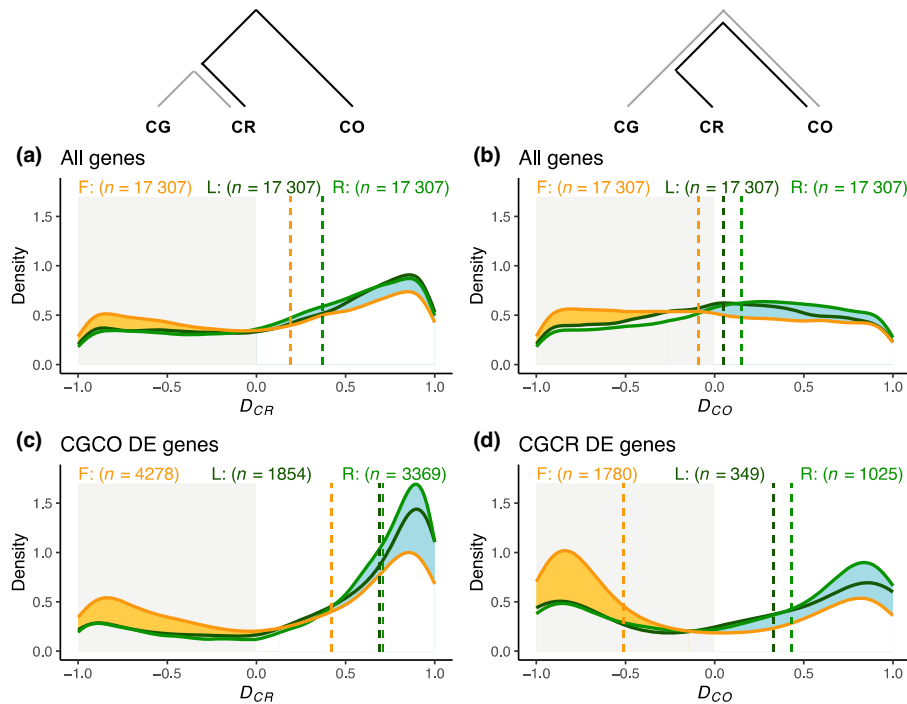 CG CR CO
CG CR CO
(a) All genes
F: (n = 17 307) L: (n = 17 307) R: (n = 17 307)
1.5
1.0
0.5
0.0
Density
−1.0 −0.5 0.0 0.5 1.0
DCR
(b) All genes
F: (n = 17 307) L: (n = 17 307) R: (n = 17 307)
1.5
1.0
0.5
0.0
Density
−1.0 −0.5 0.0 0.5 1.0
DCO
(c) CGCO DE genes
F: (n = 4278) L: (n = 1854) R: (n = 3369)
1.5
1.0
0.5
0.0
Density
−1.0 −0.5 0.0 0.5 1.0
DCR
(d) CGCR DE genes
F: (n = 1780) L: (n = 349) R: (n = 1025)
1.5
1.0
0.5
0.0
Density
−1.0 −0.5 0.0 0.5 1.0
DCO